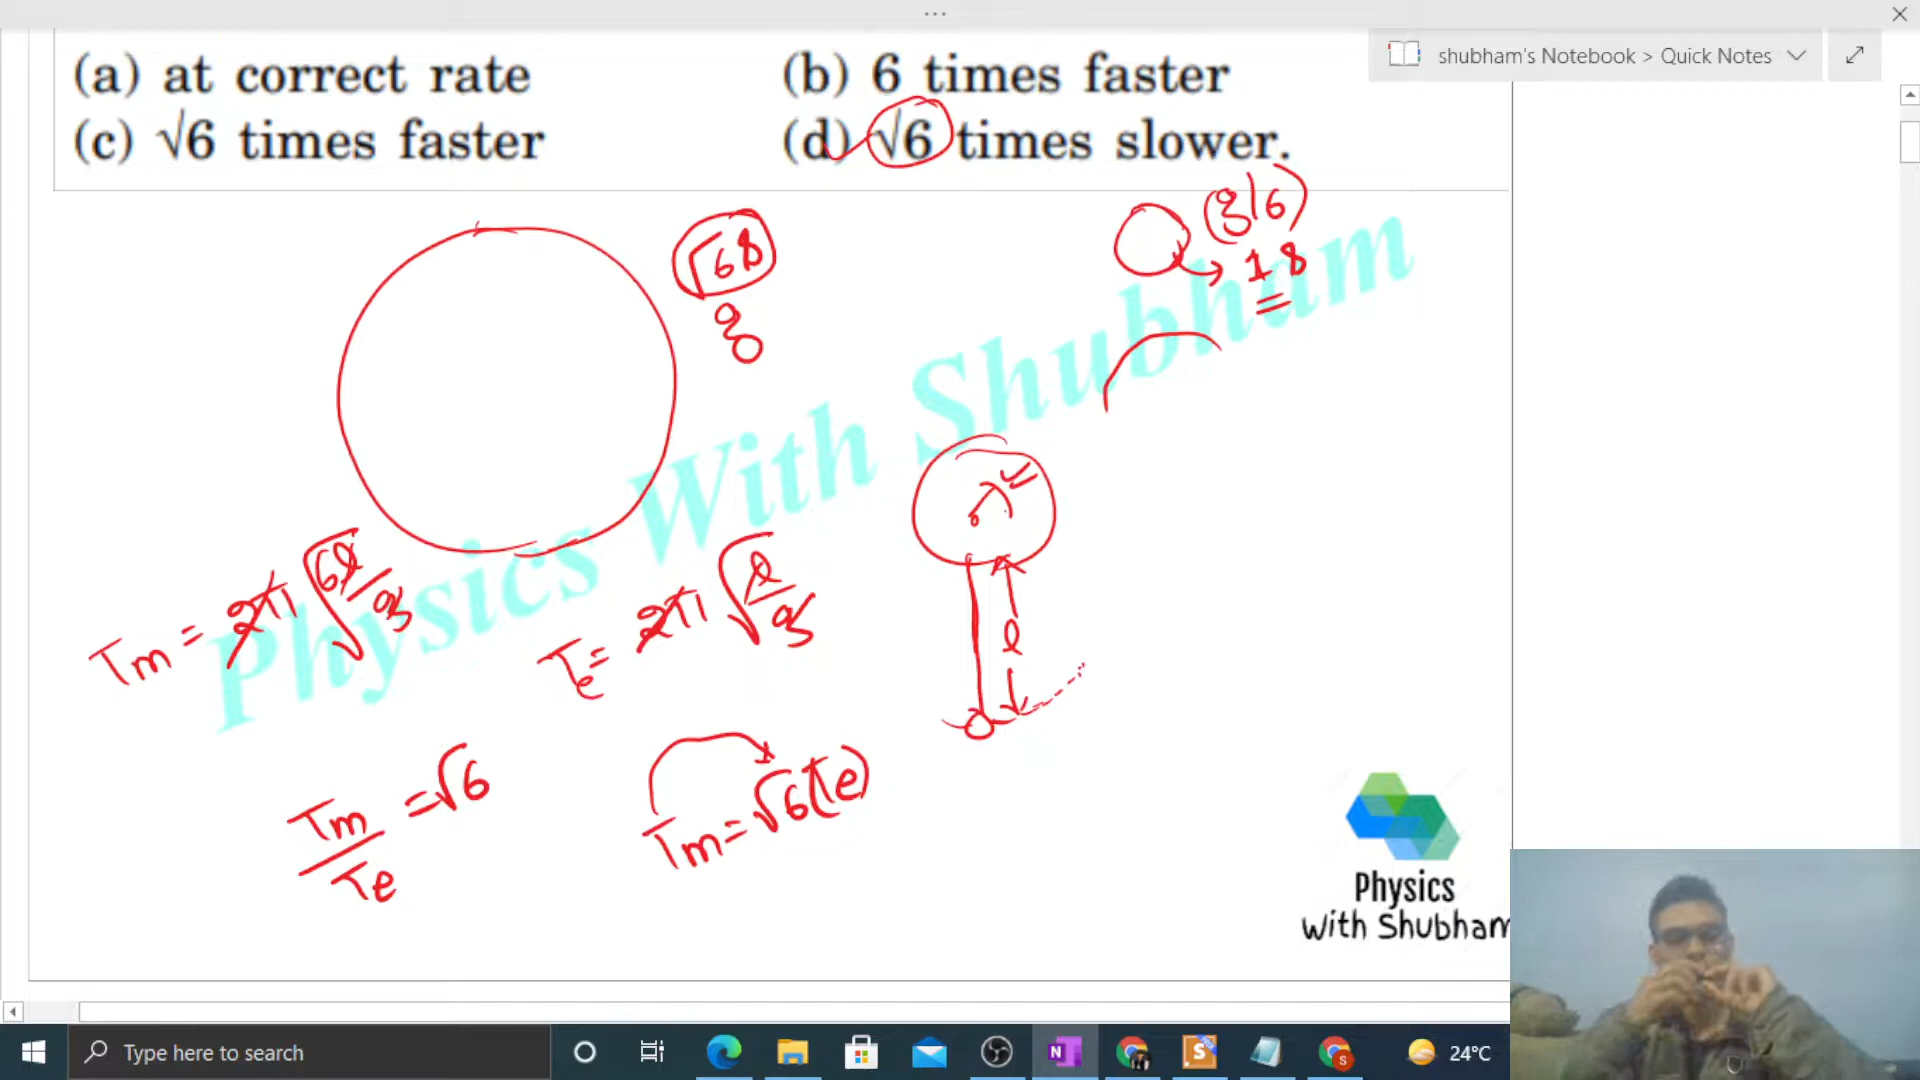 shubham's Notebook > Quick Notes
(a) at correct rate (b) 6 times faster
(c) √6 times faster (d) √6 times slower.
(g/6)
1 8
g
Physics With Shubham
Tm = 2π √6l/g
Te = 2π √l/g
l
Tm/Te = √6
Tm = √6(Te)
Physics
With Shubham
Type here to search
24°C